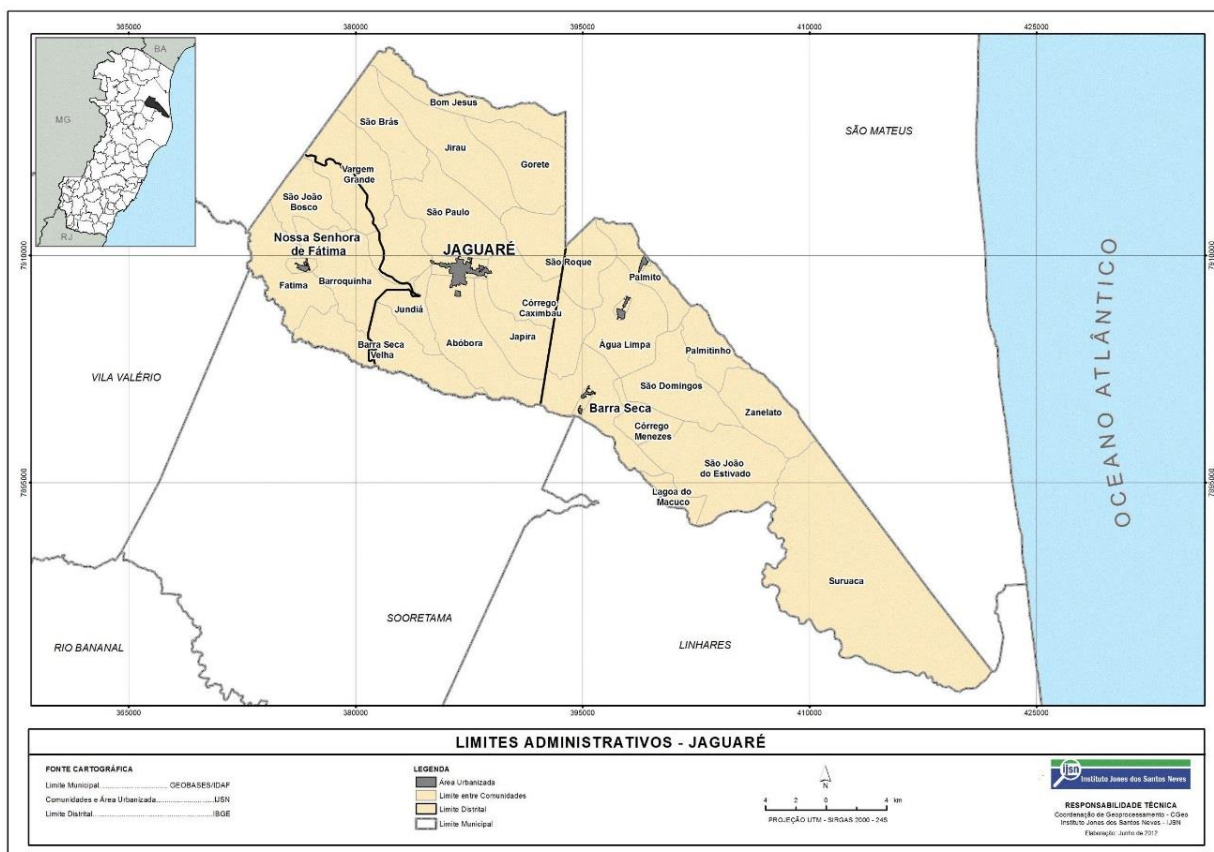 365000
380000
395000
410000
425000
BA
MG
RJ
Bom Jesus
São Brás
SÃO MATEUS
Jirau
Gorete
Vargem
Grande
São João
Bosco
São Paulo
Nossa Senhora
de Fátima
JAGUARÉ
7910000
7910000
São Roque
Palmito
Fatima
Barroquinha
Jundiá
Córrego
Caximbau
Barra Seca
Velha
Abóbora
Japira
Água Limpa
Palmitinho
VILA VALÉRIO
São Domingos
Barra Seca
Zanelato
Córrego
Menezes
São João
do Estivado
Lagoa do
Macuco
7895000
7895000
OCEANO ATLÂNTICO
Suruaca
SOORETAMA
RIO BANANAL
LINHARES
365000
380000
395000
410000
425000
LIMITES ADMINISTRATIVOS - JAGUARÉ
FONTE CARTOGRÁFICA
Limite Municipal........................ GEOBASES/IDAF
Comunidades e Área Urbanizada....................IJSN
Limite Distrital.....................................IBGE
LEGENDA
Área Urbanizada
Limite entre Comunidades
Limite Distrital
Limite Municipal
N
4 2 0 4 km
PROJEÇÃO UTM - SIRGAS 2000 - 24S
ijsn
Instituto Jones dos Santos Neves
RESPONSABILIDADE TÉCNICA
Coordenação de Geoprocessamento - CGeo
Instituto Jones dos Santos Neves - IJSN
Elaboração: Junho de 2012